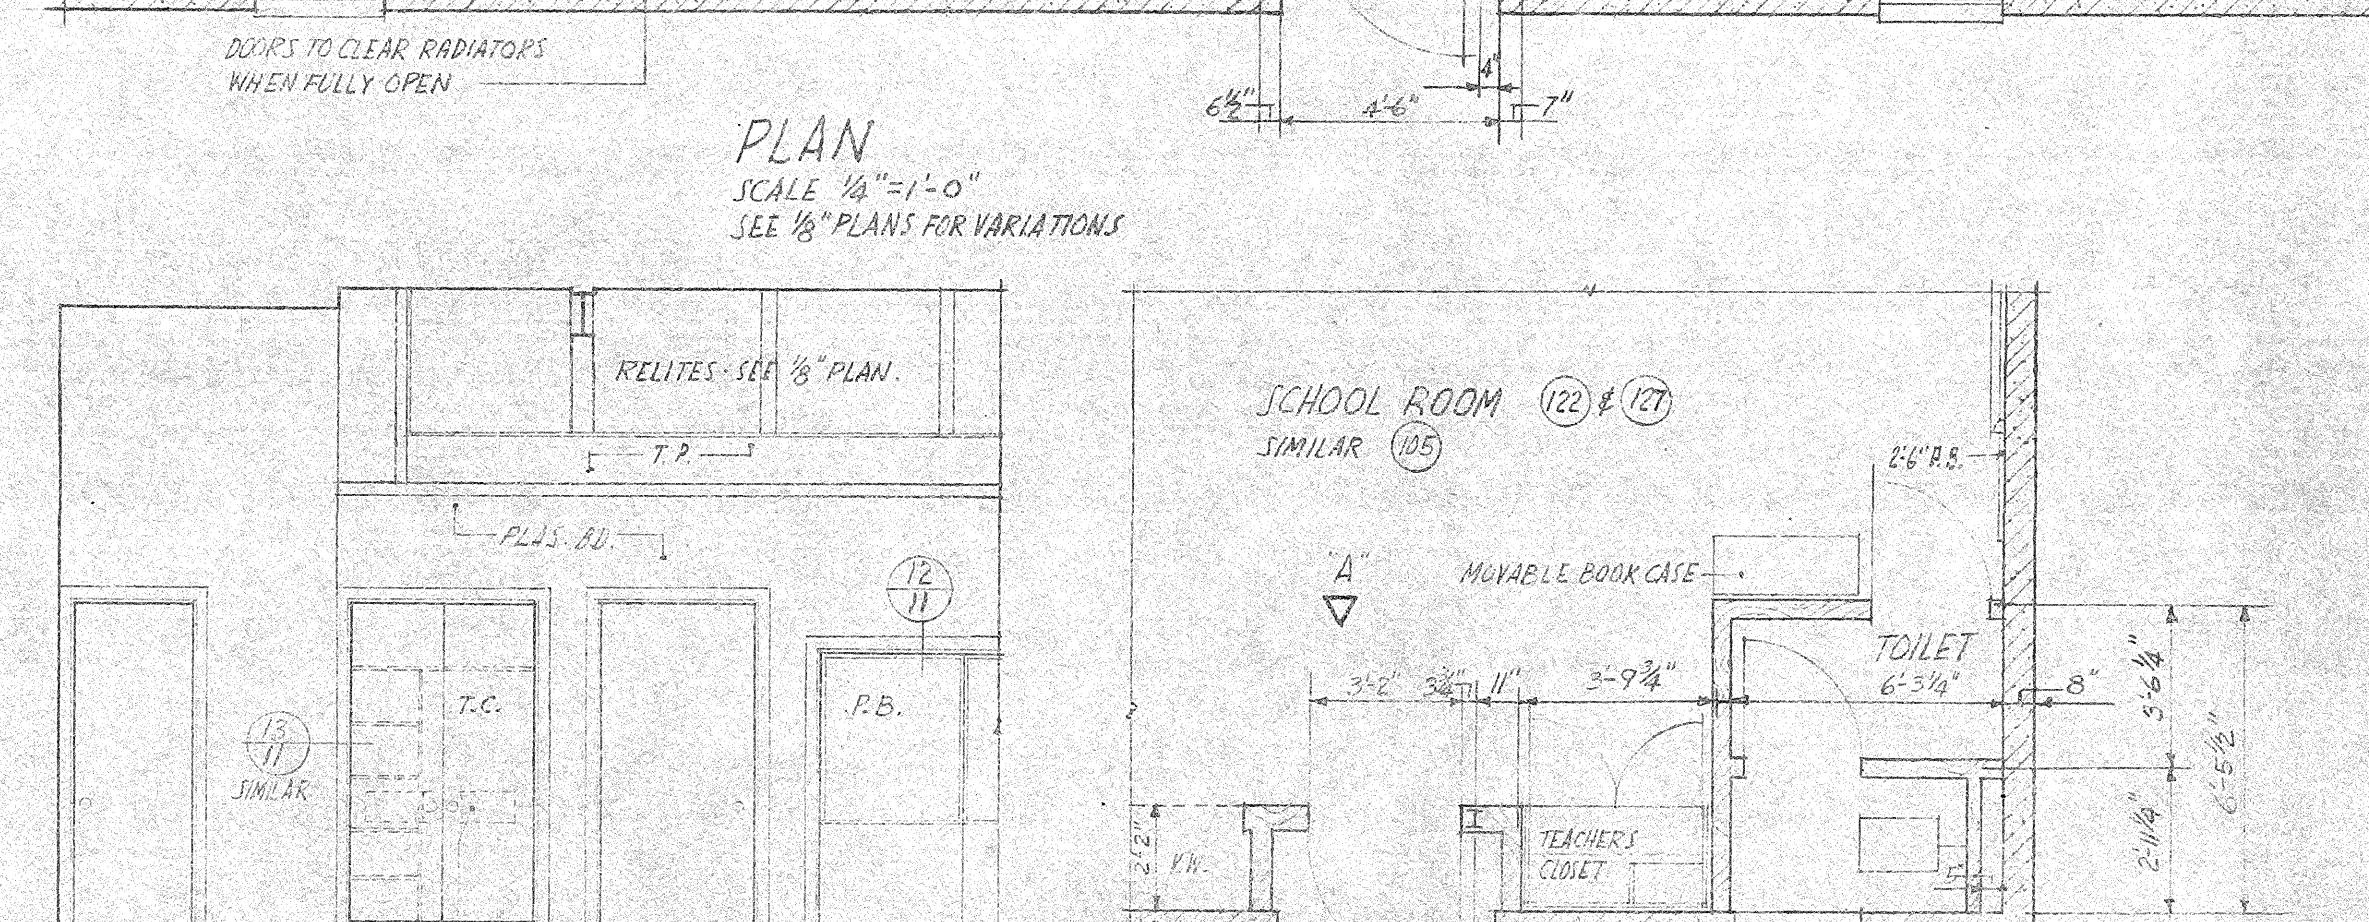 DOORS TO CLEAR RADIATORS
WHEN FULLY OPEN
4"
6½"
4'-6"
7"
PLAN
SCALE ¼"=1'-0"
SEE ⅛" PLANS FOR VARIATIONS
RELITES · SEE ⅛" PLAN.
T.P.
PLAS. BD.
12
11
P.B.
T.C.
13
11
SIMILAR
SCHOOL ROOM 122 & 127
SIMILAR 105
2'-6" P.B.
"A"
MOVABLE BOOK CASE
TOILET
3'-2"
3¾"
11"
3'-9¾"
6'-3¼"
8"
3'-6¼"
6'-5½"
2'-11¼"
2'-2"
V.W.
TEACHERS
CLOSET
5"